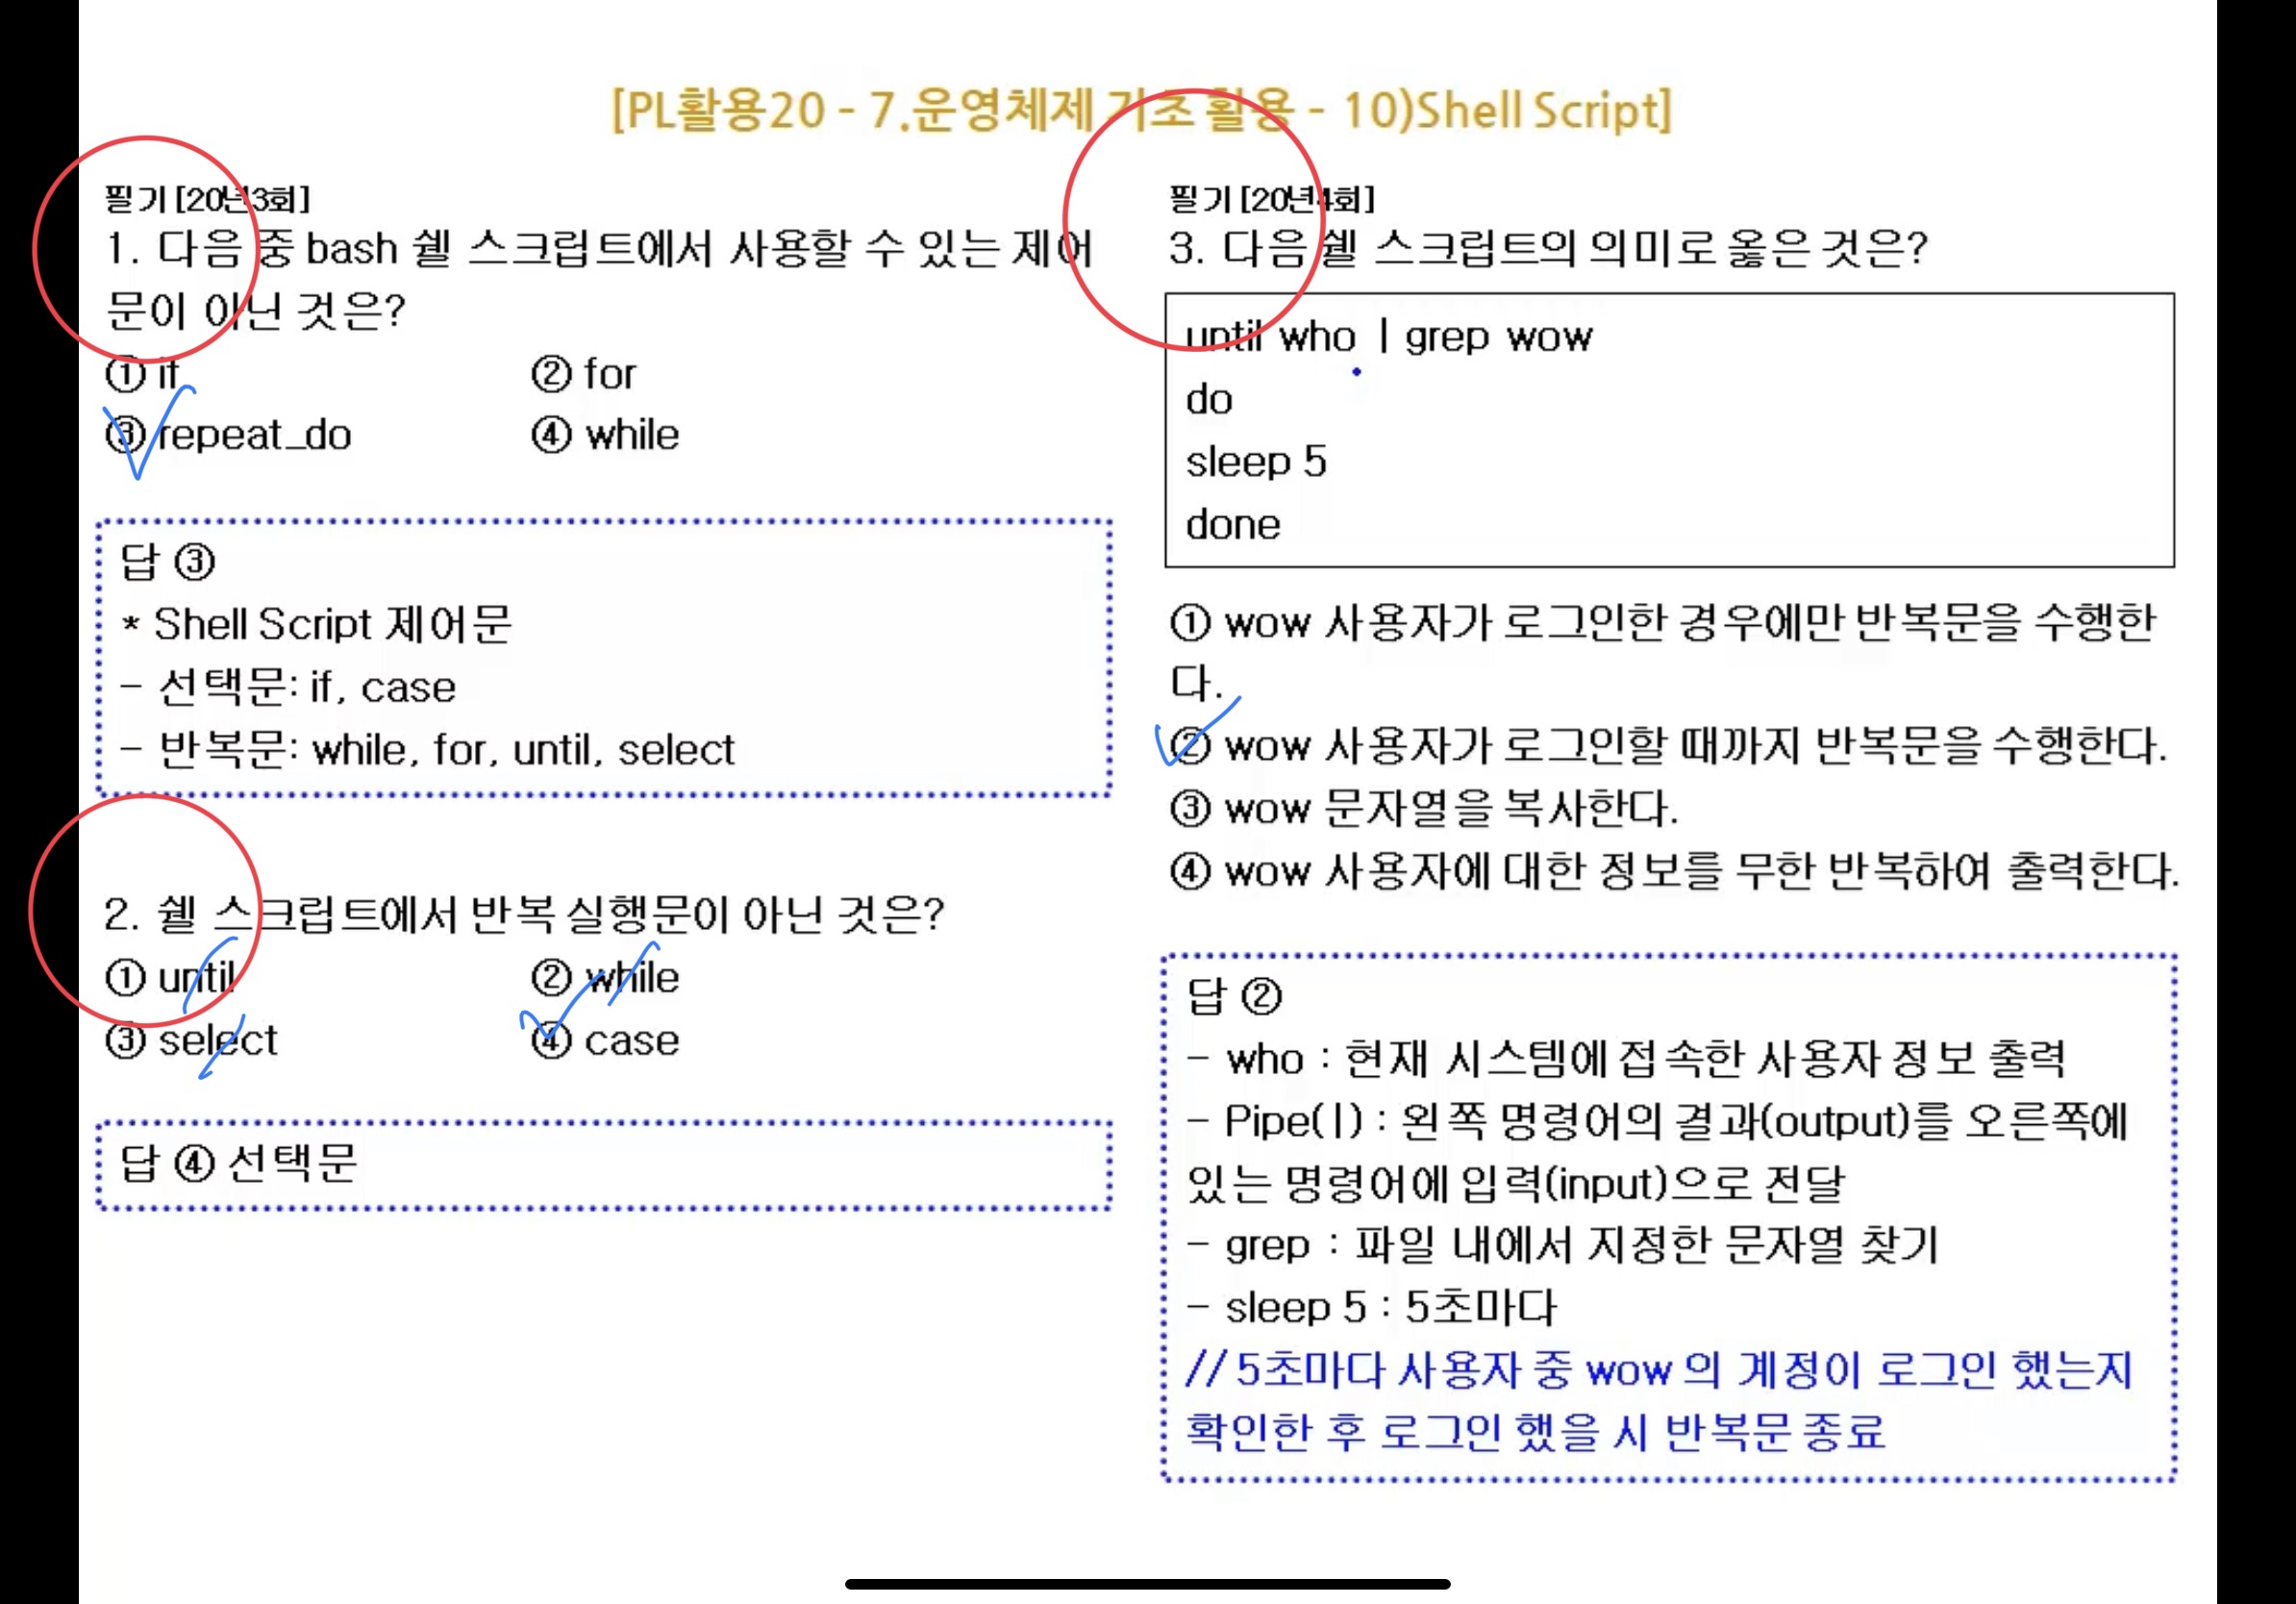 [PL활용20 - 7.운영체제 기초 활용 - 10)Shell Script]
필기 [20년3회]
1. 다음 중 bash 쉘 스크립트에서 사용할 수 있는 제어
문이 아닌 것은?
① if
② for
③ repeat_do
④ while
답 ③
* Shell Script 제어문
- 선택문: if, case
- 반복문: while, for, until, select
2. 쉘 스크립트에서 반복 실행문이 아닌 것은?
① until
② while
③ select
④ case
답 ④ 선택문
필기 [20년4회]
3. 다음 쉘 스크립트의 의미로 옳은 것은?
until who | grep wow
do
sleep 5
done
① wow 사용자가 로그인한 경우에만 반복문을 수행한
다.
② wow 사용자가 로그인할 때까지 반복문을 수행한다.
③ wow 문자열을 복사한다.
④ wow 사용자에 대한 정보를 무한 반복하여 출력한다.
답 ②
- who : 현재 시스템에 접속한 사용자 정보 출력
- Pipe(|) : 왼쪽 명령어의 결과(output)를 오른쪽에
있는 명령어에 입력(input)으로 전달
- grep : 파일 내에서 지정한 문자열 찾기
- sleep 5 : 5초마다
// 5초마다 사용자 중 wow 의 계정이 로그인 했는지
확인한 후 로그인 했을 시 반복문 종료